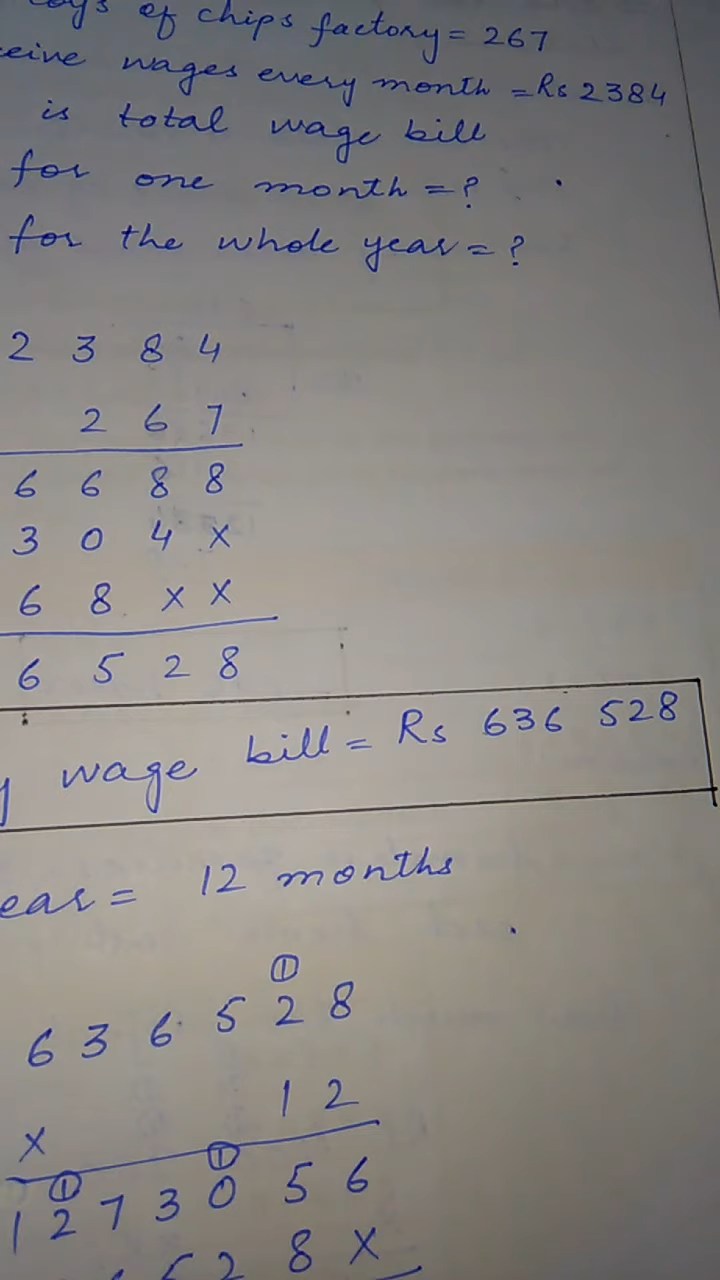 of chips factory = 267
wages every month = Rs 2384
is total wage bill
for one month = ?
for the whole year = ?
2 3 8 4
2 6 7
6 6 8 8
3 0 4 x
6 8 x x
6 5 2 8
wage bill = Rs 636 528
= 12 months
1
6 3 6 5 2 8
x 1 2
1 1
1 2 7 3 0 5 6
5 2 8 x